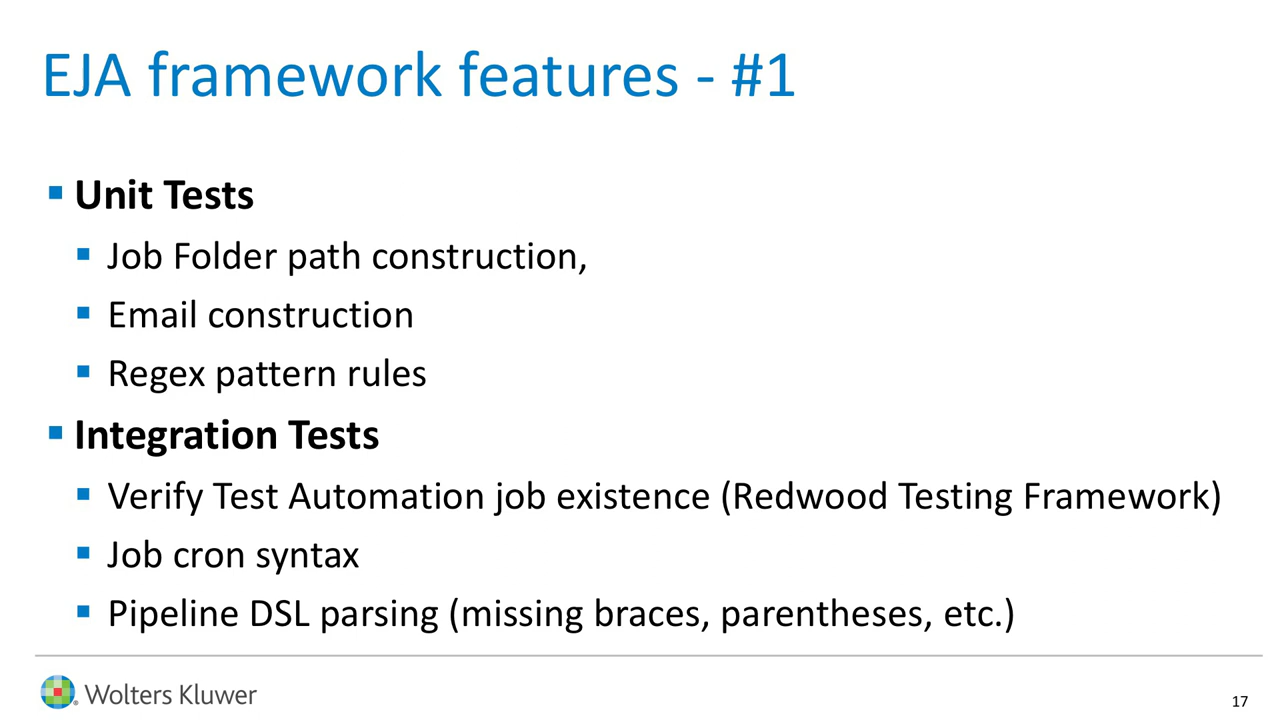 EJA framework features - #1
▪ Unit Tests
▪ Job Folder path construction,
▪ Email construction
▪ Regex pattern rules
▪ Integration Tests
▪ Verify Test Automation job existence (Redwood Testing Framework)
▪ Job cron syntax
▪ Pipeline DSL parsing (missing braces, parentheses, etc.)
® Wolters Kluwer
17